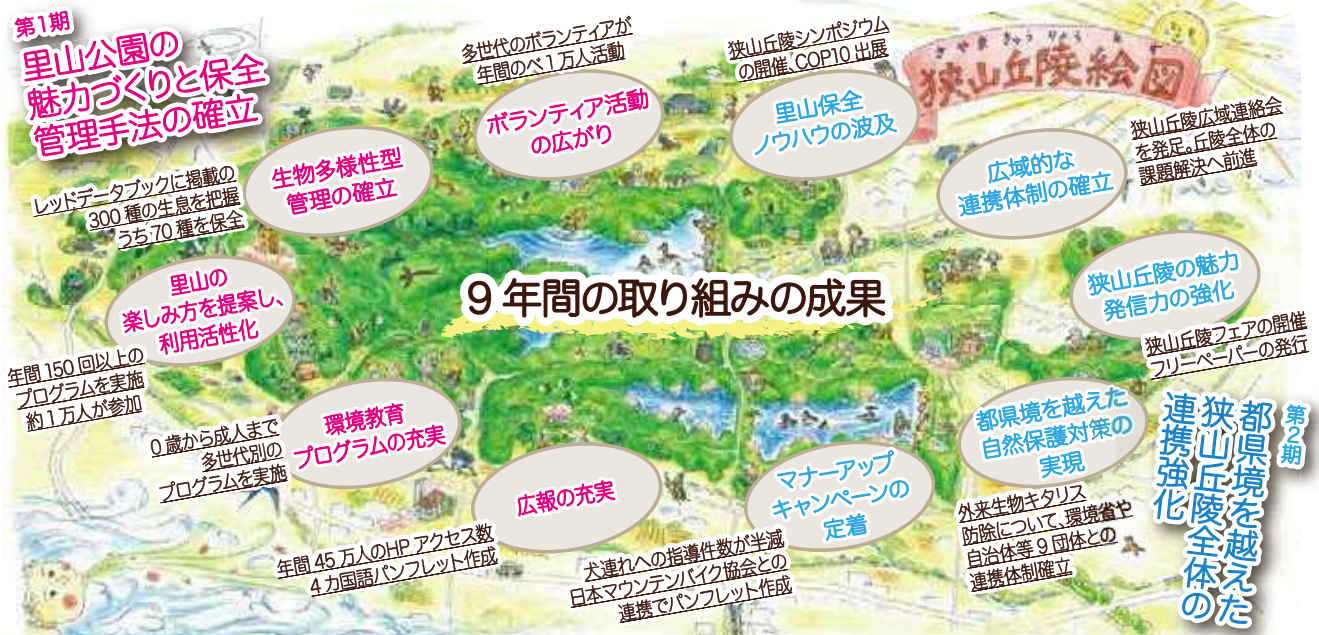 第1期
里山公園の
魅力づくりと保全
管理手法の確立
多世代のボランティアが
年間のべ1万人活動
ボランティア活動
の広がり
狭山丘陵シンポジウム
の開催、COP10 出展
里山保全
ノウハウの波及
さやま きゅう りょう え ず
狭山丘陵絵図
狭山丘陵広域連絡会
を発足。丘陵全体の
課題解決へ前進
広域的な
連携体制の確立
生物多様性型
管理の確立
レッドデータブックに掲載の
300種の生息を把握
うち70種を保全
里山の
楽しみ方を提案し、
利用活性化
年間150回以上の
プログラムを実施
約1万人が参加
9年間の取り組みの成果
狭山丘陵の魅力
発信力の強化
狭山丘陵フェアの開催
フリーペーパーの発行
環境教育
プログラムの充実
0歳から成人まで
多世代別の
プログラムを実施
広報の充実
年間45万人のHPアクセス数
4カ国語パンフレット作成
マナーアップ
キャンペーンの
定着
犬連れへの指導件数が半減
日本マウンテンバイク協会との
連携でパンフレット作成
都県境を越えた
自然保護対策の
実現
外来生物キタリス
防除について、環境省や
自治体等9団体との
連携体制確立
第2期
都県境を越えた
狭山丘陵全体の
連携強化